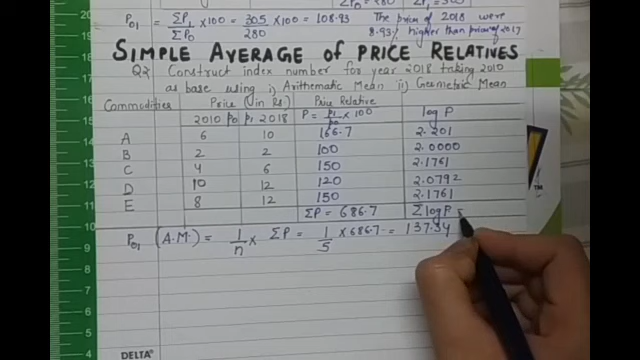 P₀₁ = ΣP₁/ΣP₀ × 100 = 305/280 × 100 = 108.93 The price of 2018 were
8.93% higher than price of 2017
SIMPLE AVERAGE of PRICE RELATIVES
Q2 Construct index number for year 2018 taking 2010
as base using i) Arithematic Mean ii) Geometric Mean
Commodities Price (in Rs) Price Relative log P
2010 p₀ p₁ 2018 P = p₁/p₀ × 100
A 6 10 166.7 2.201
B 2 2 100 2.0000
C 4 6 150 2.1761
D 10 12 120 2.0792
E 8 12 150 2.1761
ΣP = 686.7 Σ log P =
P₀₁ (A.M.) = 1/n × ΣP = 1/5 × 686.7 = 137.34
DELTA